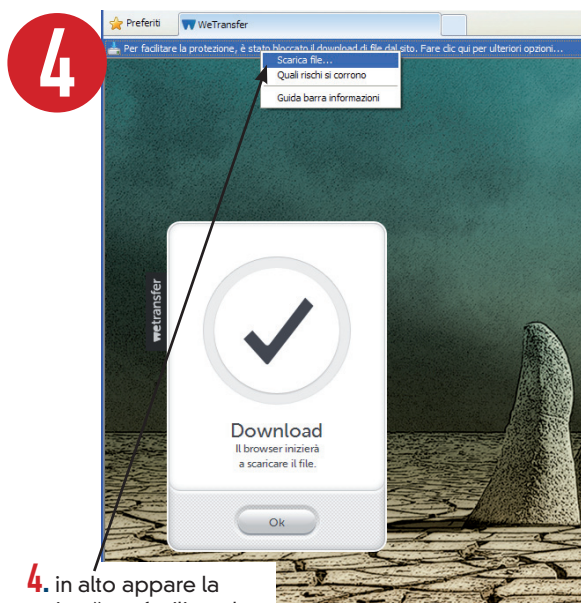 4
Preferiti
WeTransfer
Per facilitare la protezione, è stato bloccato il download di file dal sito. Fare clic qui per ulteriori opzioni...
Scarica file...
Quali rischi si corrono
Guida barra informazioni
wetransfer
Download
Il browser inizierà
a scaricare il file.
Ok
4. in alto appare la